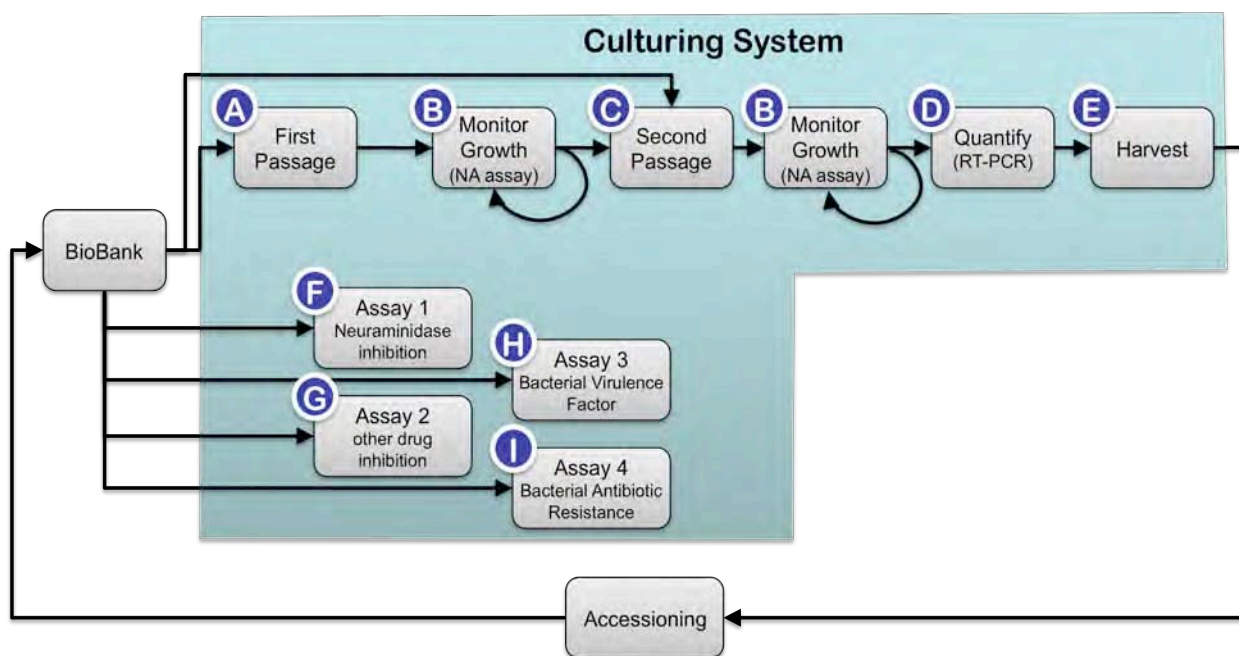 Culturing System
A
First
Passage
B
Monitor
Growth
(NA assay)
C
Second
Passage
B
Monitor
Growth
(NA assay)
D
Quantify
(RT-PCR)
E
Harvest
BioBank
F
Assay 1
Neuraminidase
inhibition
H
Assay 3
Bacterial Virulence
Factor
G
Assay 2
other drug
inhibition
I
Assay 4
Bacterial Antibiotic
Resistance
Accessioning